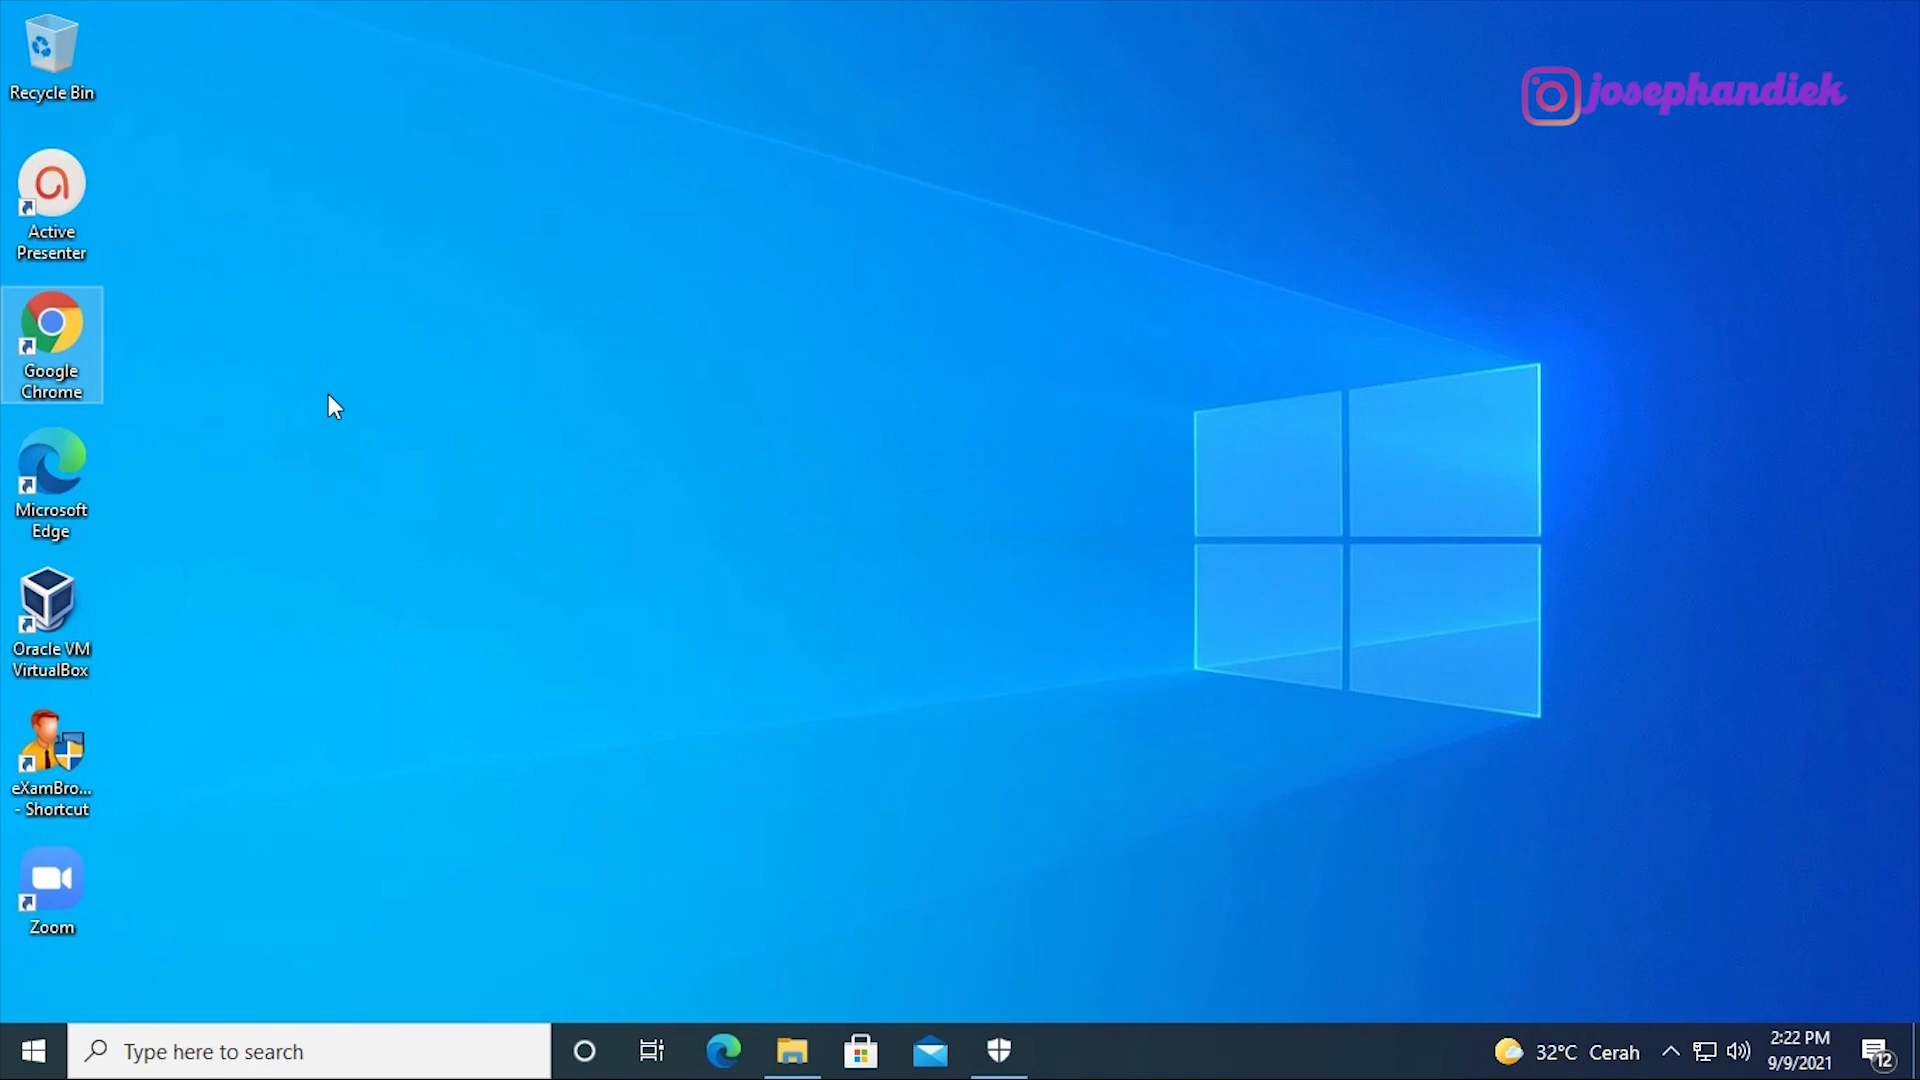 Recycle Bin
josephandiek
Active
Presenter
Google
Chrome
Microsoft
Edge
Oracle VM
VirtualBox
eXamBro...
- Shortcut
Zoom
Type here to search
32°C Cerah
2:22 PM
9/9/2021
12